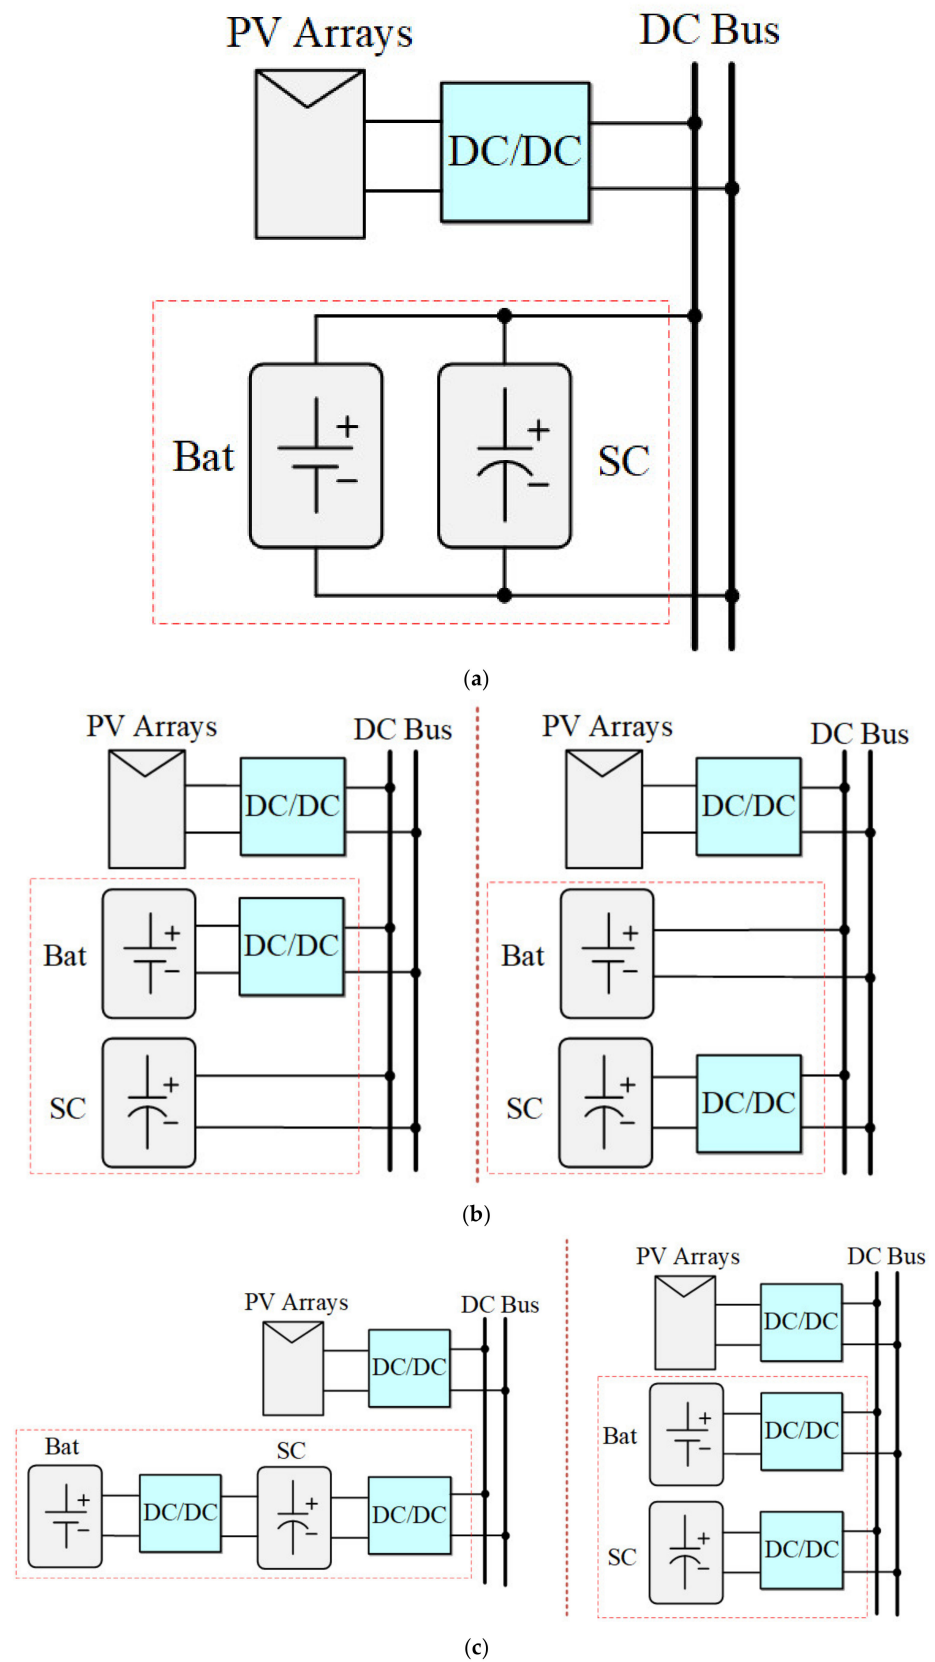 PV Arrays
DC Bus
DC/DC
+
+
Bat
SC
−
−
(a)
PV Arrays
DC Bus
DC/DC
Bat
+
−
DC/DC
SC
+
−
PV Arrays
DC Bus
DC/DC
Bat
+
−
SC
+
−
DC/DC
(b)
PV Arrays
DC Bus
DC/DC
Bat
SC
+
−
DC/DC
+
−
DC/DC
PV Arrays
DC Bus
DC/DC
Bat
+
−
DC/DC
SC
+
−
DC/DC
(c)